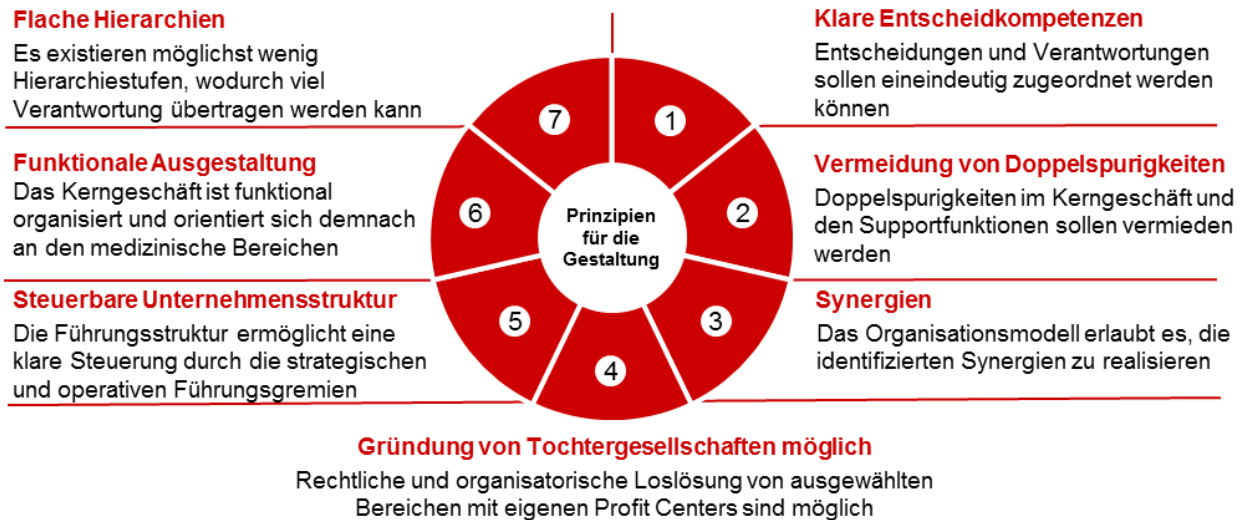 Klare Entscheidkompetenzen
Entscheidungen und Verantwortungen
sollen eineindeutig zugeordnet werden
können
Vermeidung von Doppelspurigkeiten
Doppelspurigkeiten im Kerngeschäft und
den Supportfunktionen sollen vermieden
werden
Synergien
Das Organisationsmodell erlaubt es, die
identifizierten Synergien zu realisieren
Gründung von Tochtergesellschaften möglich
Rechtliche und organisatorische Loslösung von ausgewählten
Bereichen mit eigenen Profit Centers sind möglich
Steuerbare Unternehmensstruktur
Die Führungsstruktur ermöglicht eine
klare Steuerung durch die strategischen
und operativen Führungsgremien
Funktionale Ausgestaltung
Das Kerngeschäft ist funktional
organisiert und orientiert sich demnach
an den medizinische Bereichen
Flache Hierarchien
Es existieren möglichst wenig
Hierarchiestufen, wodurch viel
Verantwortung übertragen werden kann
Prinzipien
für die
Gestaltung
1
2
3
4
5
6
7